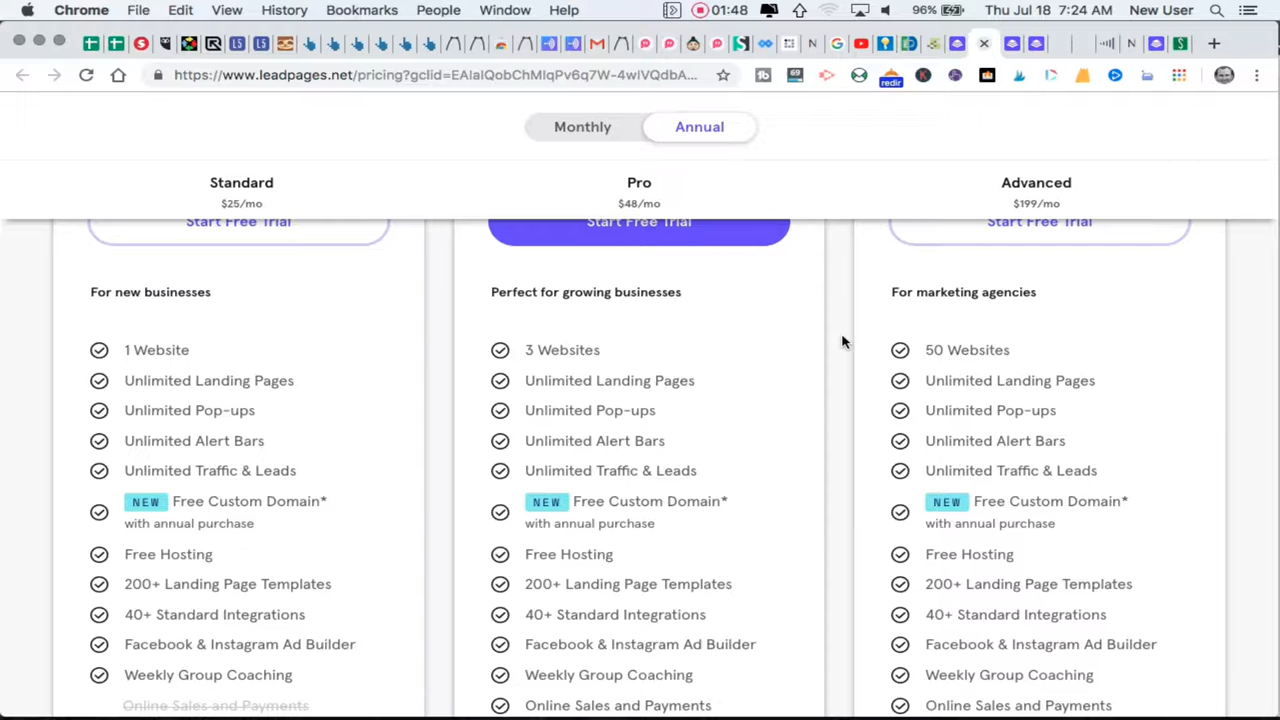 Chrome File Edit View History Bookmarks People Window Help 01:48 96% Thu Jul 18 7:24 AM New User
https://www.leadpages.net/pricing?gclid=EAIaIQobChMIqPv6q7W-4wIVQdbA...
69
redir
Monthly
Annual
Standard
$25/mo
Pro
$48/mo
Advanced
$199/mo
Start Free Trial
Start Free Trial
Start Free Trial
For new businesses
1 Website
Unlimited Landing Pages
Unlimited Pop-ups
Unlimited Alert Bars
Unlimited Traffic & Leads
NEW Free Custom Domain*
with annual purchase
Free Hosting
200+ Landing Page Templates
40+ Standard Integrations
Facebook & Instagram Ad Builder
Weekly Group Coaching
Online Sales and Payments
Perfect for growing businesses
3 Websites
Unlimited Landing Pages
Unlimited Pop-ups
Unlimited Alert Bars
Unlimited Traffic & Leads
NEW Free Custom Domain*
with annual purchase
Free Hosting
200+ Landing Page Templates
40+ Standard Integrations
Facebook & Instagram Ad Builder
Weekly Group Coaching
Online Sales and Payments
For marketing agencies
50 Websites
Unlimited Landing Pages
Unlimited Pop-ups
Unlimited Alert Bars
Unlimited Traffic & Leads
NEW Free Custom Domain*
with annual purchase
Free Hosting
200+ Landing Page Templates
40+ Standard Integrations
Facebook & Instagram Ad Builder
Weekly Group Coaching
Online Sales and Payments